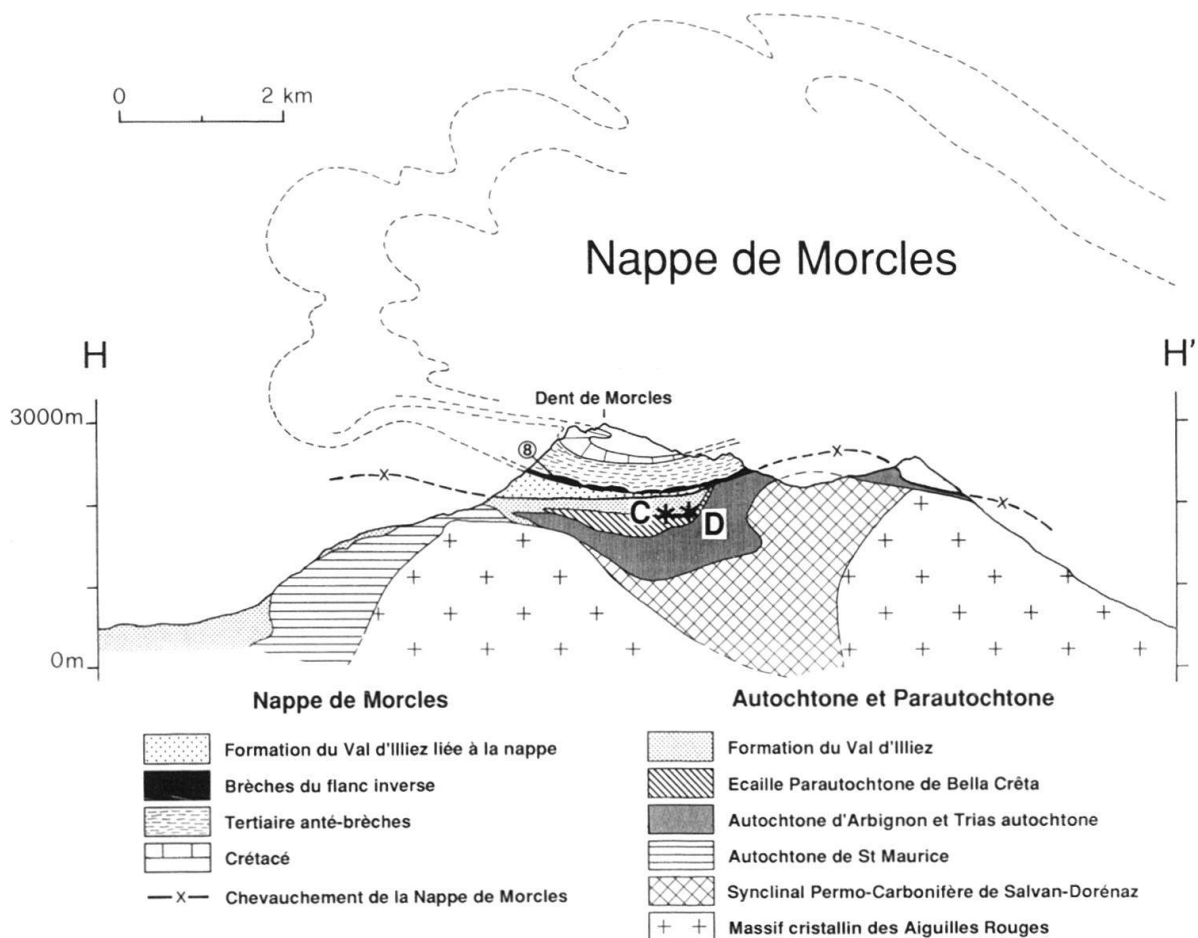 0 2 km
Nappe de Morcles
H
H'
3000m
Dent de Morcles
8
x
x
x
C
D
0m
Nappe de Morcles
Formation du Val d'Illiez liée à la nappe
Brèches du flanc inverse
Tertiaire anté-brèches
Crétacé
x Chevauchement de la Nappe de Morcles
Autochtone et Parautochtone
Formation du Val d'Illiez
Ecaille Parautochtone de Bella Crêta
Autochtone d'Arbignon et Trias autochtone
Autochtone de St Maurice
Synclinal Permo-Carbonifère de Salvan-Dorénaz
Massif cristallin des Aiguilles Rouges